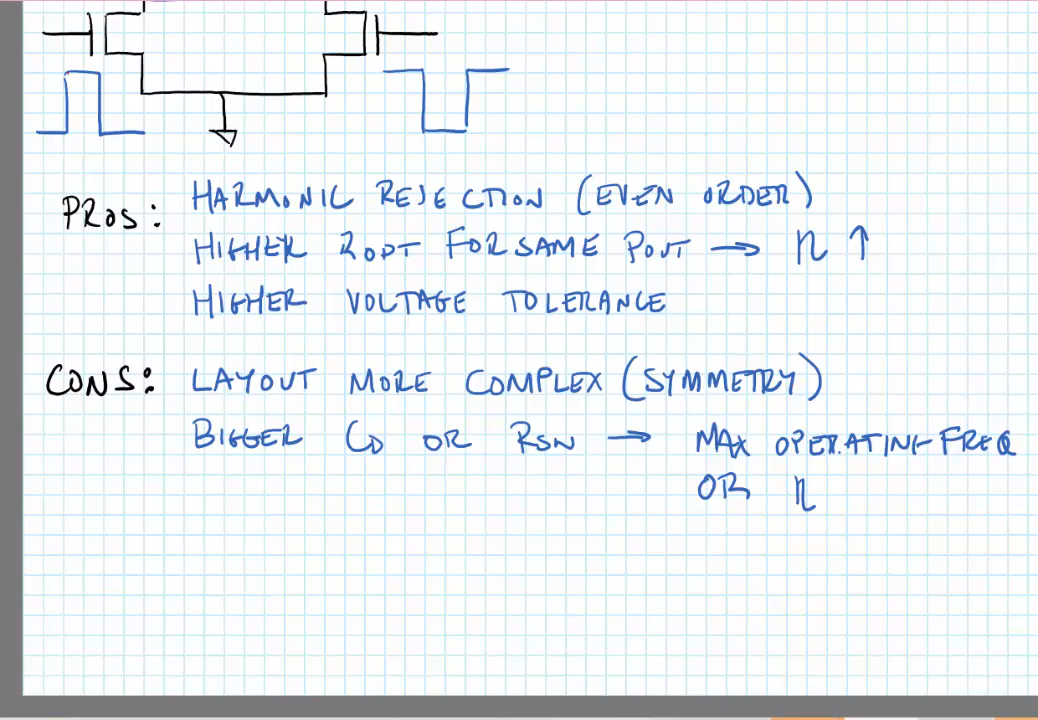 PROS: HARMONIC REJECTION (EVEN ORDER)
HIGHER ROPT FOR SAME POUT → η ↑
HIGHER VOLTAGE TOLERANCE
CONS: LAYOUT MORE COMPLEX (SYMMETRY)
BIGGER CD OR RSW → MAX OPERATING FREQ
OR η